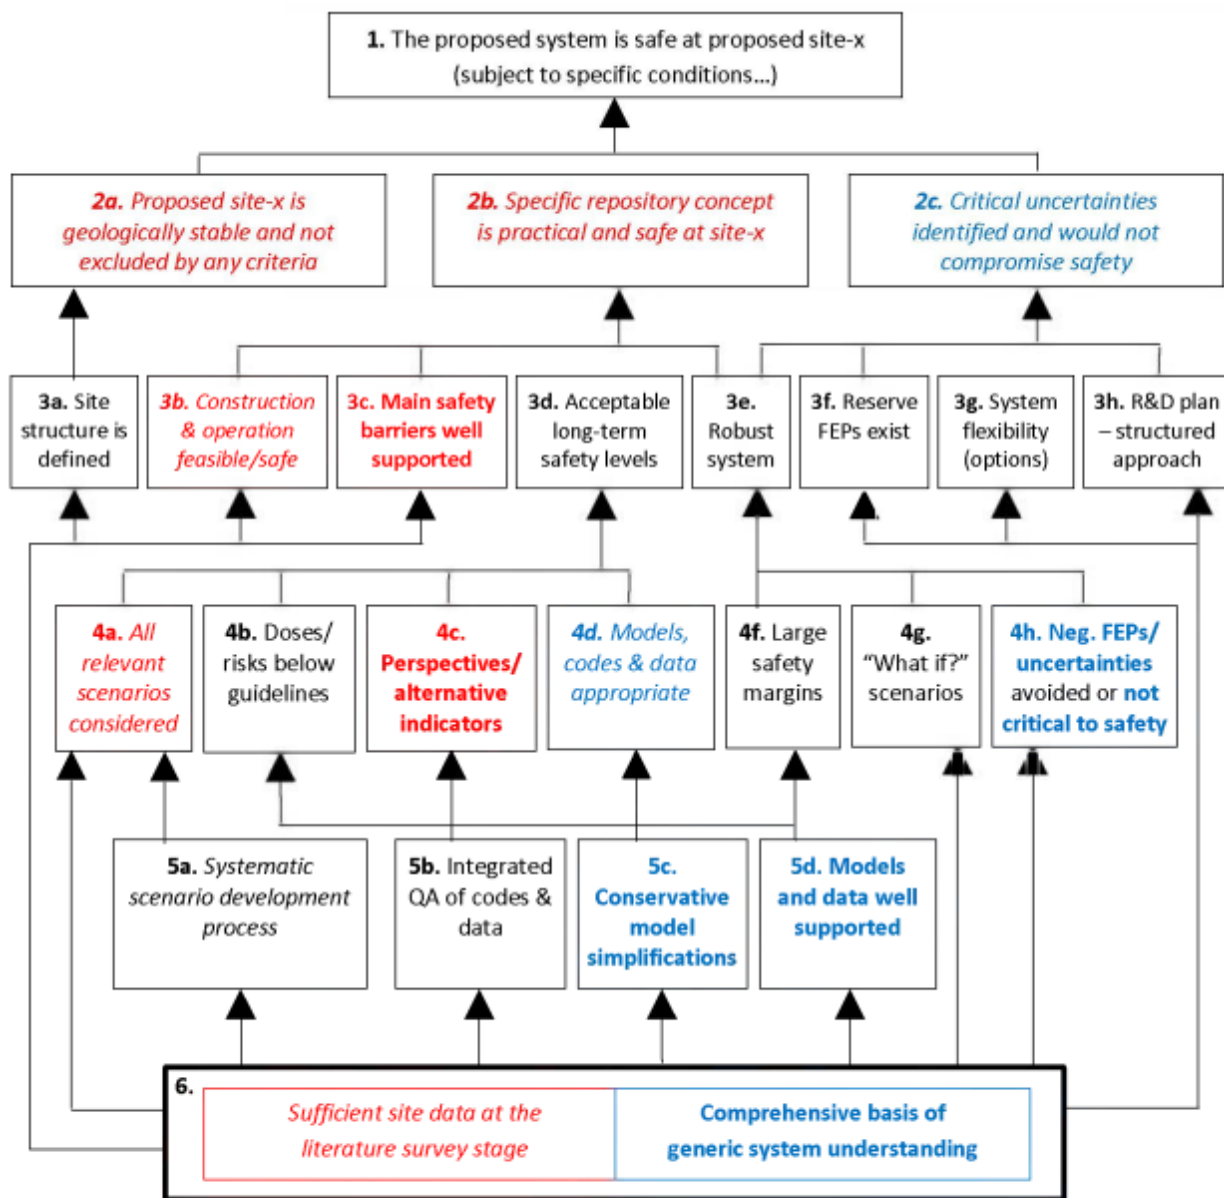 1. The proposed system is safe at proposed site-x
(subject to specific conditions...)
2a. Proposed site-x is
geologically stable and not
excluded by any criteria
2b. Specific repository concept
is practical and safe at site-x
2c. Critical uncertainties
identified and would not
compromise safety
3a. Site
structure is
defined
3b. Construction
& operation
feasible/safe
3c. Main safety
barriers well
supported
3d. Acceptable
long-term
safety levels
3e.
Robust
system
3f. Reserve
FEPs exist
3g. System
flexibility
(options)
3h. R&D plan
– structured
approach
4a. All
relevant
scenarios
considered
4b. Doses/
risks below
guidelines
4c.
Perspectives/
alternative
indicators
4d. Models,
codes & data
appropriate
4f. Large
safety
margins
4g.
“What if?”
scenarios
4h. Neg. FEPs/
uncertainties
avoided or not
critical to safety
5a. Systematic
scenario development
process
5b. Integrated
QA of codes &
data
5c.
Conservative
model
simplifications
5d. Models
and data well
supported
6.
Sufficient site data at the
literature survey stage
Comprehensive basis of
generic system understanding